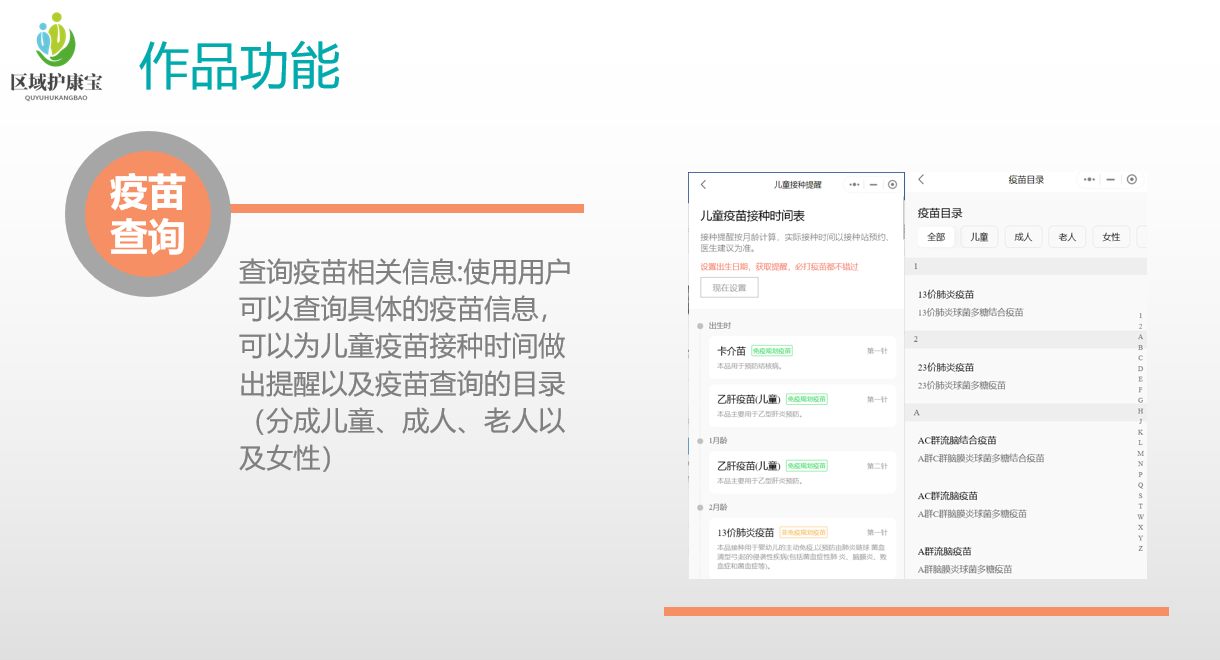 区域护康宝
QUYUHUKANGBAO
作品功能
疫苗
查询
查询疫苗相关信息:使用用户
可以查询具体的疫苗信息，
可以为儿童疫苗接种时间做
出提醒以及疫苗查询的目录
（分成儿童、成人、老人以
及女性）
儿童接种提醒
儿童疫苗接种时间表
接种提醒按月龄计算，实际接种时间以接种站预约、
医生建议为准。
设置出生日期，获取提醒，必打疫苗都不错过
现在设置
出生时
卡介苗 免疫规划疫苗 第一针
本品用于预防结核病。
乙肝疫苗(儿童) 免疫规划疫苗 第一针
本品主要用于乙型肝炎预防。
1月龄
乙肝疫苗(儿童) 免疫规划疫苗 第二针
本品主要用于乙型肝炎预防。
2月龄
13价肺炎疫苗 非免疫规划疫苗 第一针
本品接种用于婴幼儿的主动免疫,以预防由肺炎链球 菌血
清型引起的侵袭性疾病(包括菌血症性肺 炎、脑膜炎、败
血症和菌血症等)。
疫苗目录
疫苗目录
全部 儿童 成人 老人 女性
1
13价肺炎疫苗
13价肺炎球菌多糖结合疫苗
2
23价肺炎疫苗
23价肺炎球菌多糖疫苗
A
AC群流脑结合疫苗
A群C群脑膜炎球菌多糖结合疫苗
AC群流脑疫苗
A群C群脑膜炎球菌多糖疫苗
A群流脑疫苗
A群脑膜炎球菌多糖疫苗
1
2
A
B
C
D
E
F
G
H
J
K
L
M
N
P
Q
S
T
W
X
Y
Z